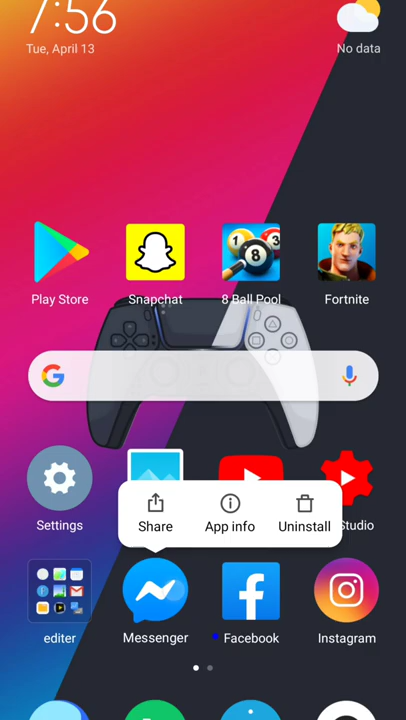 7:56
Tue, April 13
No data
Play Store
Snapchat
8 Ball Pool
Fortnite
Settings
Studio
Share
App info
Uninstall
editer
Messenger
Facebook
Instagram